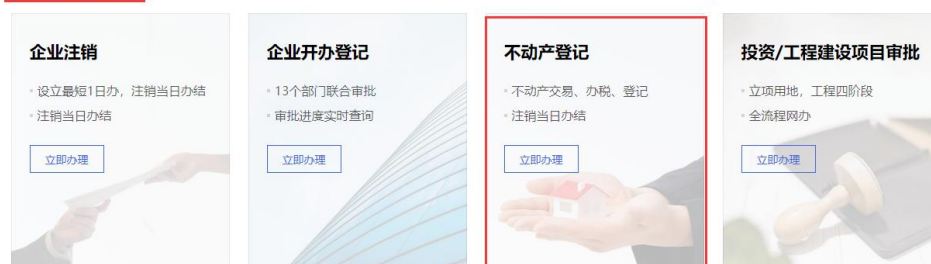 企业注销
设立最短1日办，注销当日办结
注销当日办结
立即办理
企业开办登记
13个部门联合审批
审批进度实时查询
立即办理
不动产登记
不动产交易、办税、登记
注销当日办结
立即办理
投资/工程建设项目审批
立项用地，工程四阶段
全流程网办
立即办理